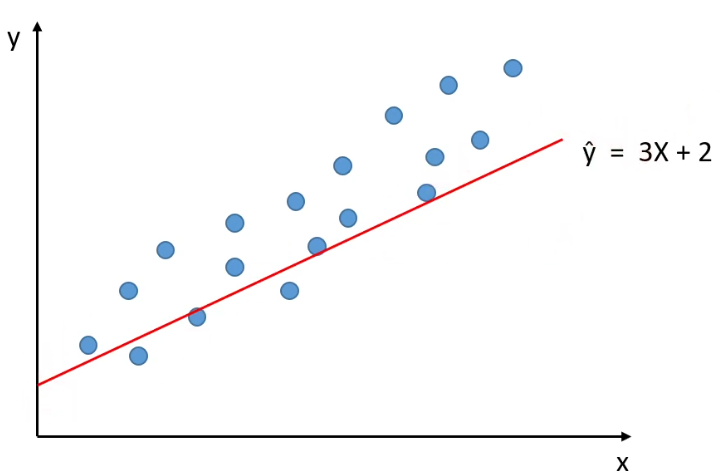 y
ŷ = 3X + 2
x